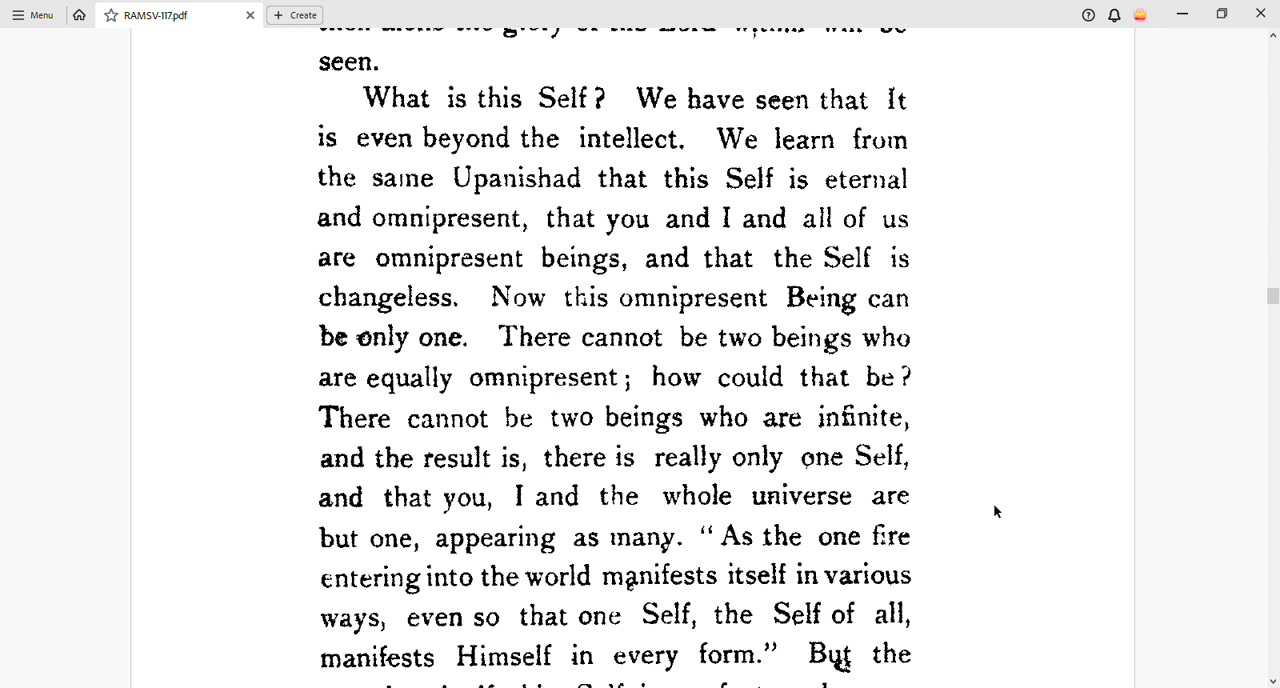 Menu
RAMSV-117.pdf
Create
seen.
What is this Self? We have seen that It
is even beyond the intellect. We learn from
the same Upanishad that this Self is eternal
and omnipresent, that you and I and all of us
are omnipresent beings, and that the Self is
changeless. Now this omnipresent Being can
be only one. There cannot be two beings who
are equally omnipresent; how could that be?
There cannot be two beings who are infinite,
and the result is, there is really only one Self,
and that you, I and the whole universe are
but one, appearing as many. “As the one fire
entering into the world manifests itself in various
ways, even so that one Self, the Self of all,
manifests Himself in every form.” But the